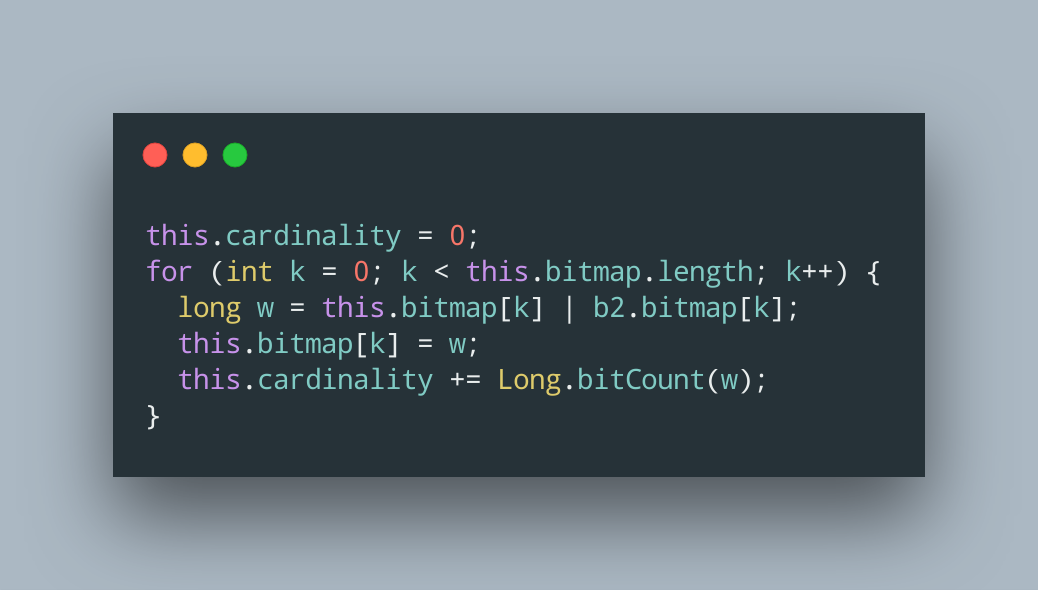 this.cardinality = 0;
for (int k = 0; k < this.bitmap.length; k++) {
  long w = this.bitmap[k] | b2.bitmap[k];
  this.bitmap[k] = w;
  this.cardinality += Long.bitCount(w);
}